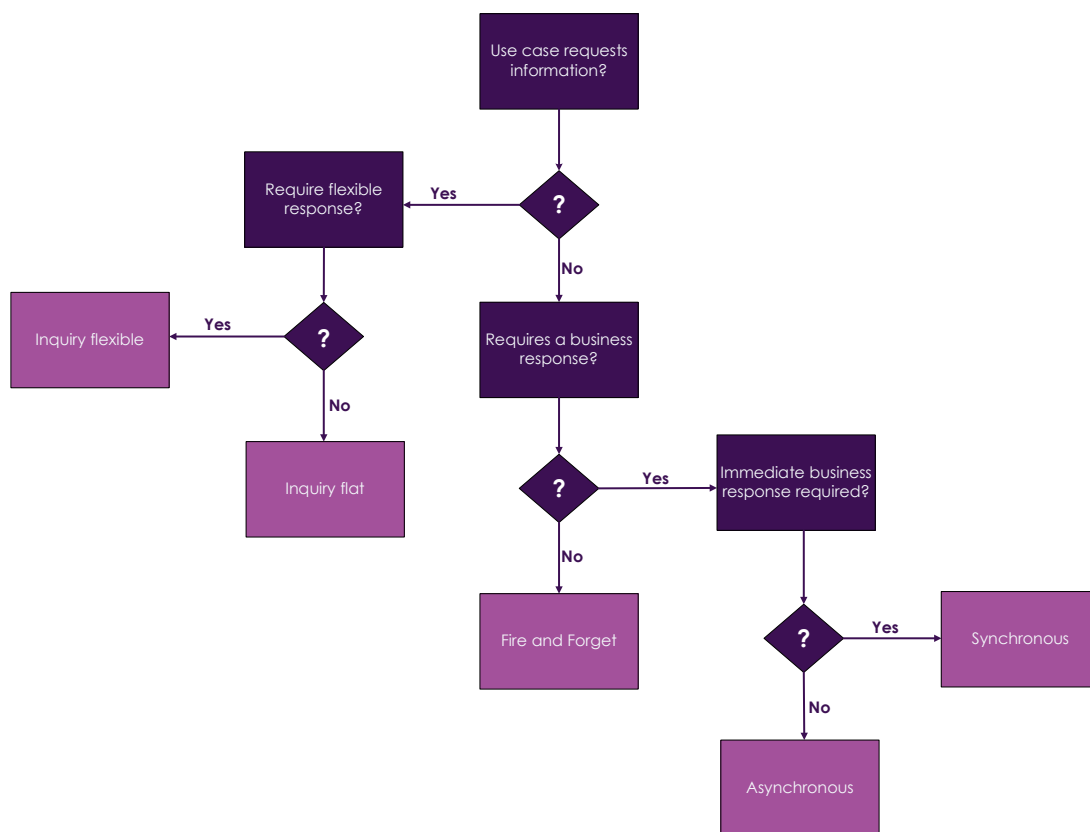 Use case requests
information?
Require flexible
response?
Yes
?
No
Inquiry flexible
Yes
?
Requires a business
response?
No
Inquiry flat
?
Yes
Immediate business
response required?
No
Fire and Forget
?
Yes
Synchronous
No
Asynchronous